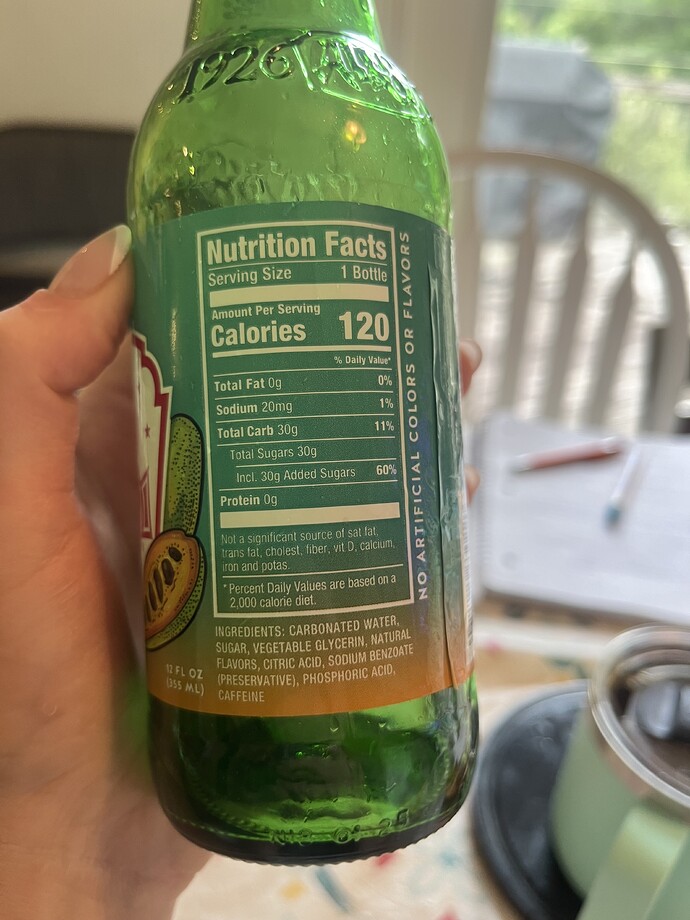 1926
Nutrition Facts
Serving Size 1 Bottle
Amount Per Serving
Calories 120
% Daily Value*
Total Fat 0g 0%
Sodium 20mg 1%
Total Carb 30g 11%
Total Sugars 30g
Incl. 30g Added Sugars 60%
Protein 0g
Not a significant source of sat fat,
trans fat, cholest, fiber, vit D, calcium,
iron and potas.
*Percent Daily Values are based on a
2,000 calorie diet.
NO ARTIFICIAL COLORS OR FLAVORS
INGREDIENTS: CARBONATED WATER,
SUGAR, VEGETABLE GLYCERIN, NATURAL
FLAVORS, CITRIC ACID, SODIUM BENZOATE
(PRESERVATIVE), PHOSPHORIC ACID,
CAFFEINE
12 FL OZ
(355 ML)